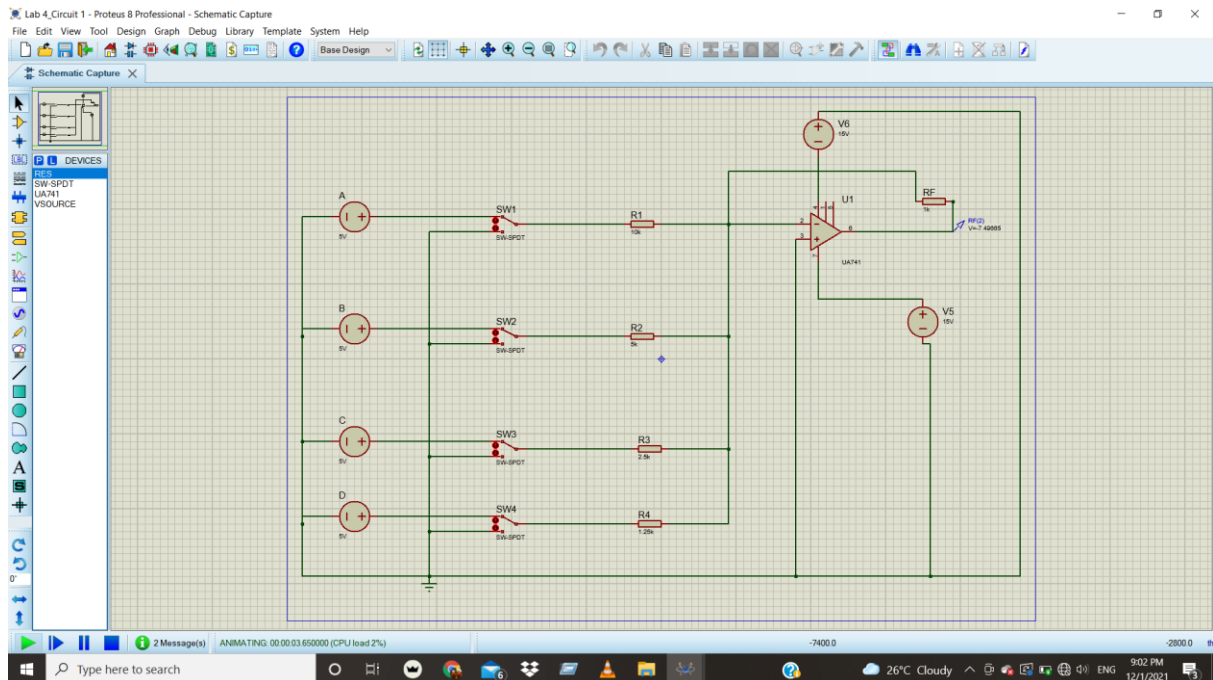 Lab 4_Circuit 1 - Proteus 8 Professional - Schematic Capture
File Edit View Tool Design Graph Debug Library Template System Help
Base Design
Schematic Capture
P L DEVICES
RES
SW-SPDT
UA741
VSOURCE
V6
15V
RF
1k
RF(2)
A
5V
SW1
SW-SPDT
R1
10k
U1
2
3
6
4
7
UA741
V5
15V
B
5V
SW2
SW-SPDT
R2
5k
C
5V
SW3
SW-SPDT
R3
2.5k
D
5V
SW4
SW-SPDT
R4
1.25k
0°
2 Message(s)
ANIMATING: 00:00:03.650000 (CPU load 2%)
-7400.0
-2800.0
th
Type here to search
6
26°C Cloudy
ENG
9:02 PM
12/1/2021
3